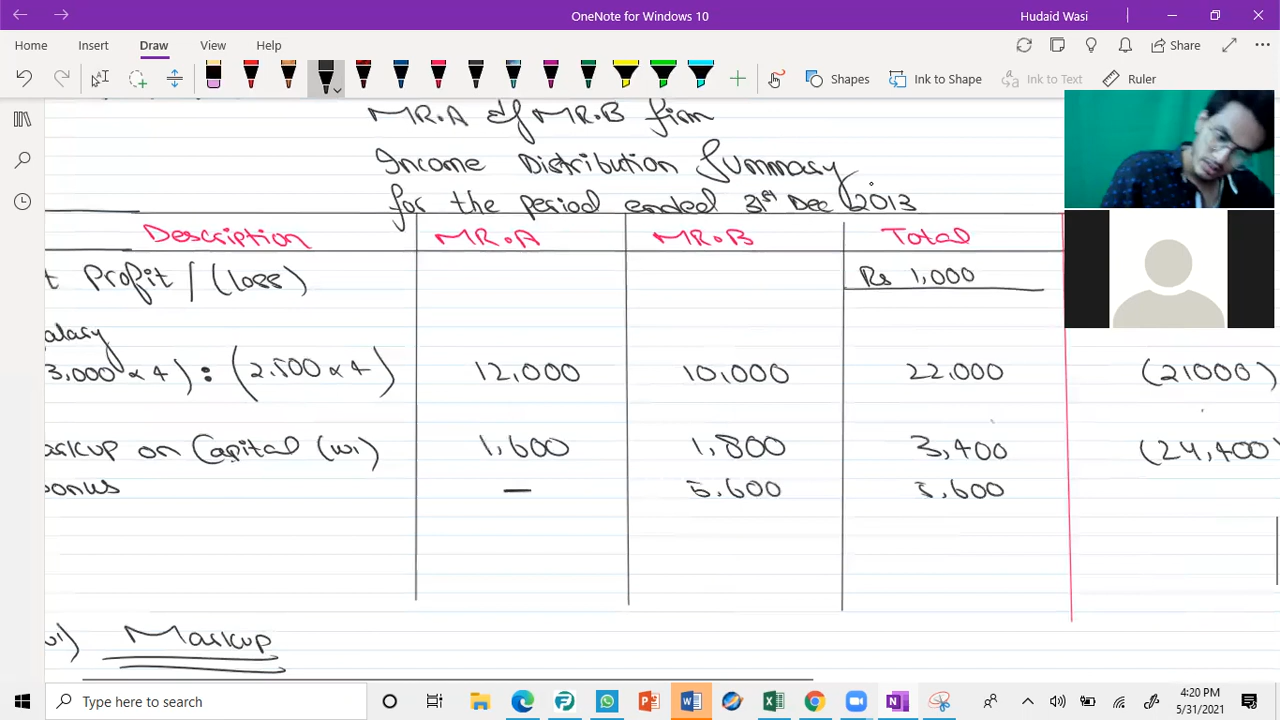 OneNote for Windows 10
Hudaid Wasi
Home Insert Draw View Help
Share
Shapes Ink to Shape Ink to Text Ruler
MR.A & MR.B firm
Income Distribution Summary
for the period ended 31st Dec 2013
Description MR.A MR.B Total
t Profit / (loss) Rs 1,000
alary
3,000 x 4) : (2.500 x 4) 12,000 10,000 22,000 (21000)
arkup on Capital (w1) 1,600 1,800 3,400 (24,400)
onus — 5,600 5,600
w1) Markup
Type here to search
4:20 PM
5/31/2021